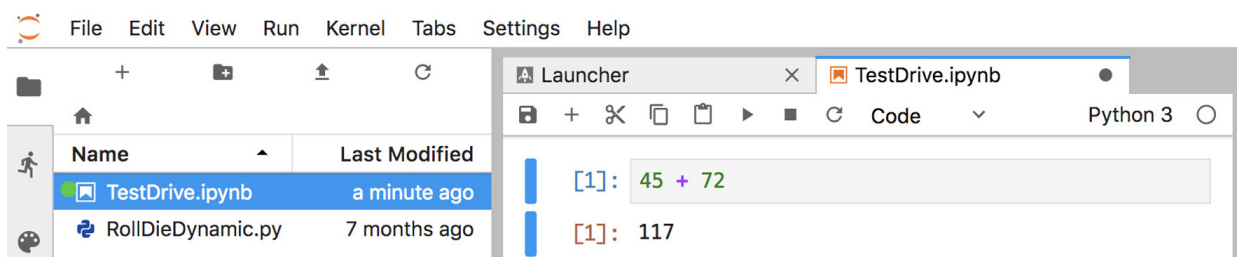 File Edit View Run Kernel Tabs Settings Help
Launcher
TestDrive.ipynb
Code
Python 3
Name Last Modified
TestDrive.ipynb a minute ago
RollDieDynamic.py 7 months ago
[1]: 45 + 72
[1]: 117